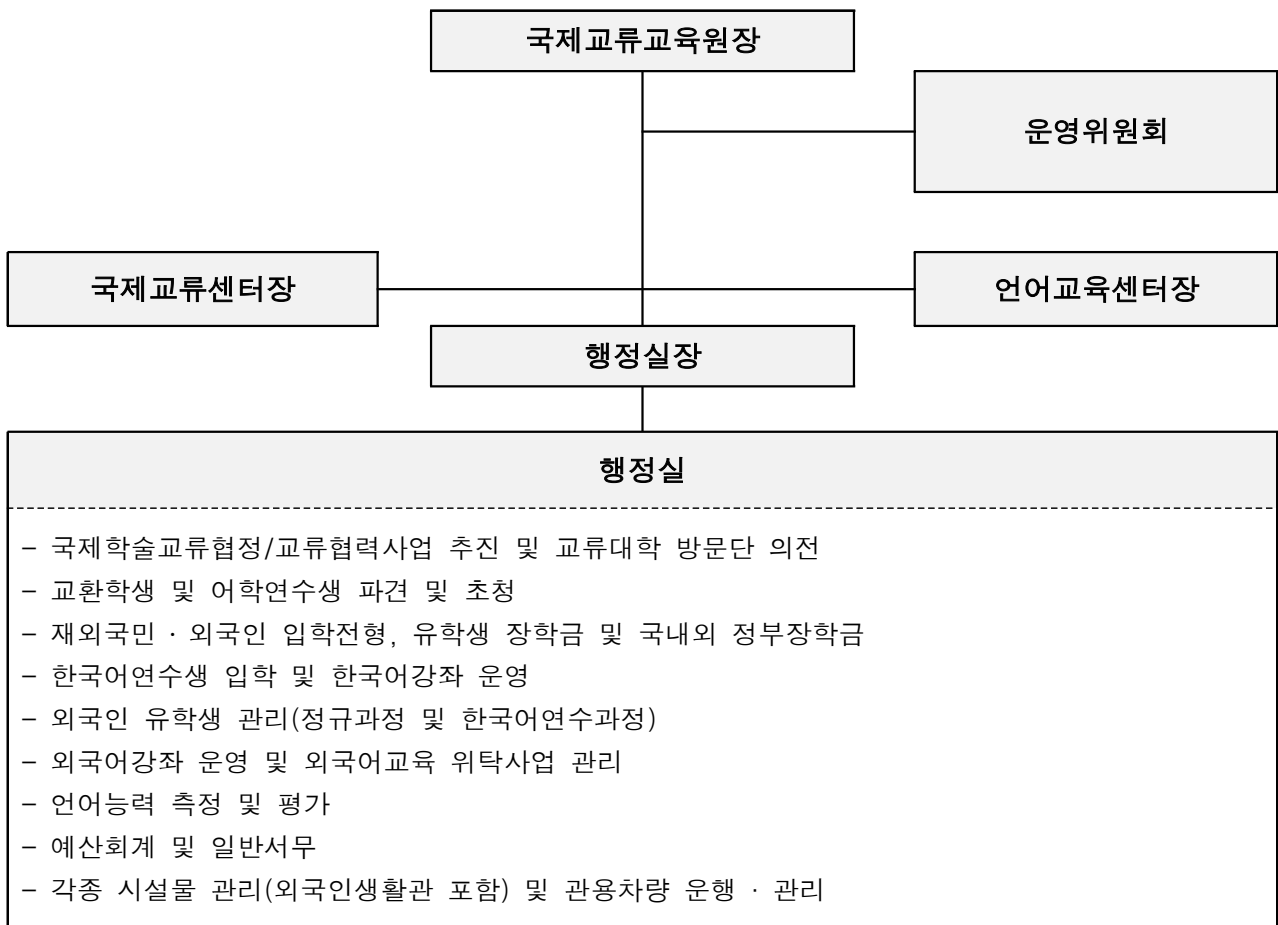 국제교류교육원장
운영위원회
국제교류센터장
언어교육센터장
행정실장
행정실
– 국제학술교류협정/교류협력사업 추진 및 교류대학 방문단 의전
– 교환학생 및 어학연수생 파견 및 초청
– 재외국민 · 외국인 입학전형, 유학생 장학금 및 국내외 정부장학금
– 한국어연수생 입학 및 한국어강좌 운영
– 외국인 유학생 관리(정규과정 및 한국어연수과정)
– 외국어강좌 운영 및 외국어교육 위탁사업 관리
– 언어능력 측정 및 평가
– 예산회계 및 일반서무
– 각종 시설물 관리(외국인생활관 포함) 및 관용차량 운행 · 관리